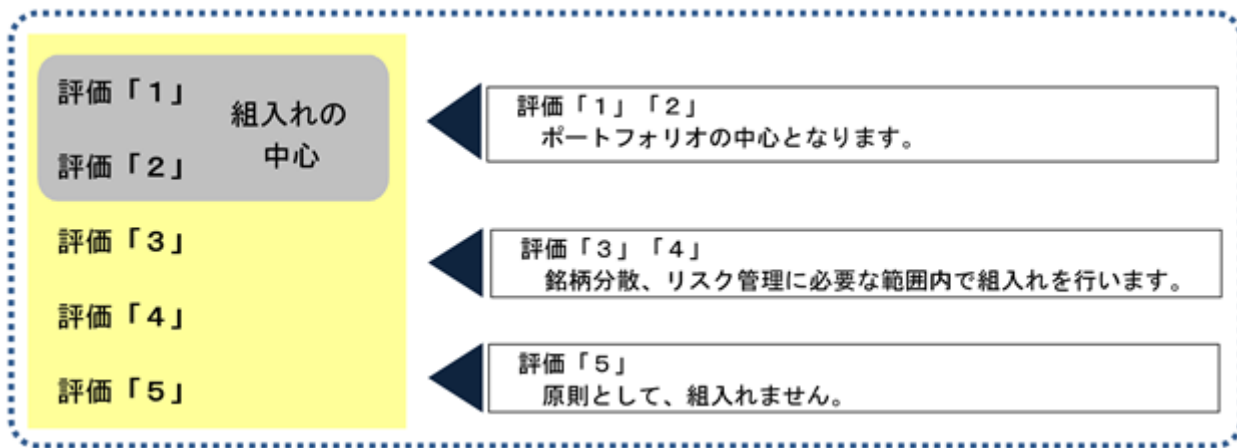 評価「１」
組入れの
中心
評価「２」
評価「３」
評価「４」
評価「５」
評価「１」「２」
ポートフォリオの中心となります。
評価「３」「４」
銘柄分散、リスク管理に必要な範囲内で組入れを行います。
評価「５」
原則として、組入れません。